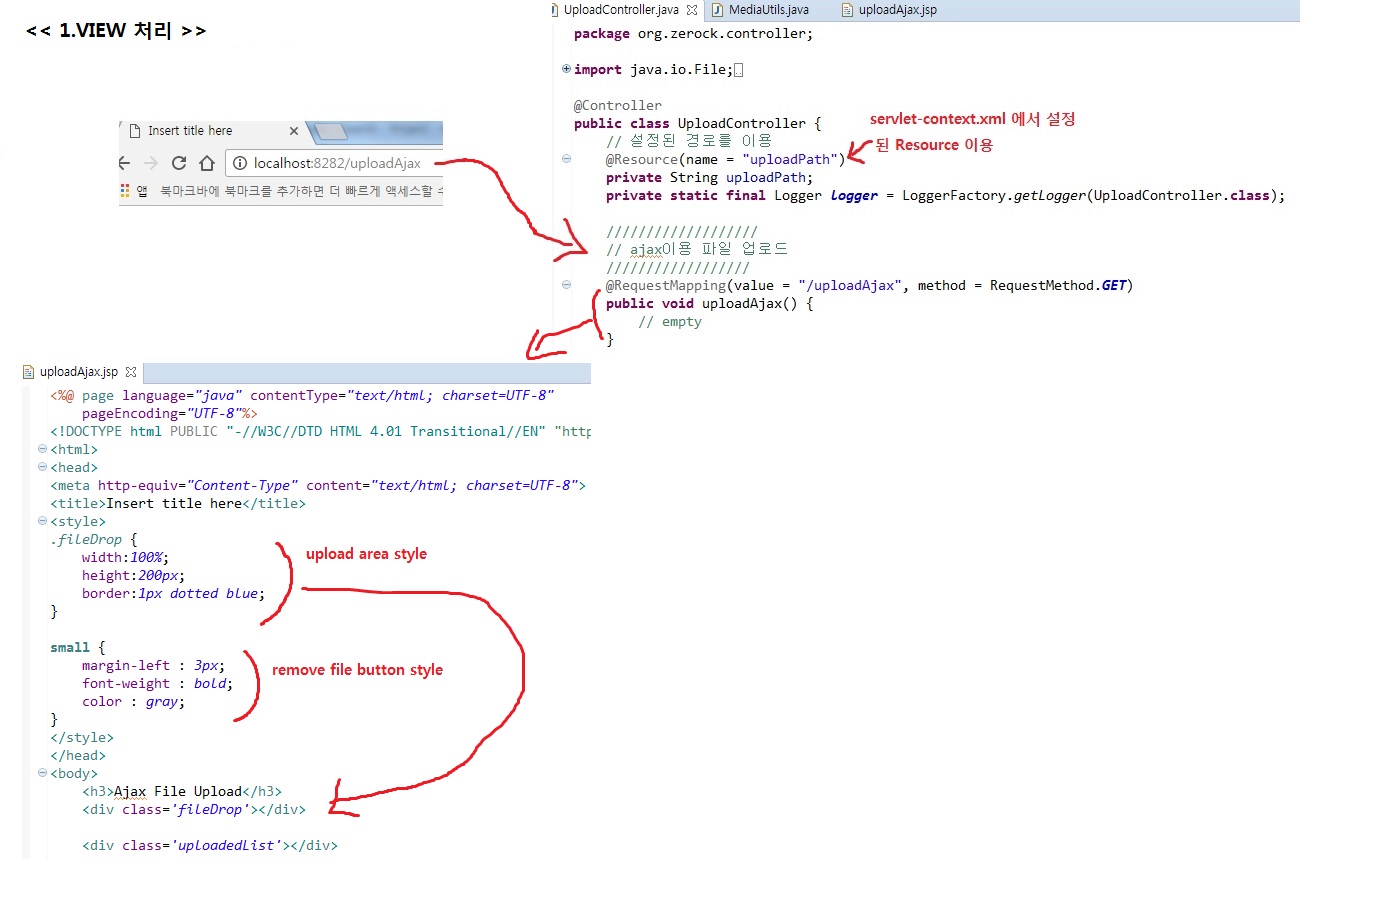 << 1.VIEW 처리 >>
Insert title here
localhost:8282/uploadAjax
앱 북마크바에 북마크를 추가하면 더 빠르게 액세스할 수
UploadController.java MediaUtils.java uploadAjax.jsp
package org.zerock.controller;
import java.io.File;
@Controller
public class UploadController {
// 설정된 경로를 이용
@Resource(name = "uploadPath")
private String uploadPath;
private static final Logger logger = LoggerFactory.getLogger(UploadController.class);
servlet-context.xml 에서 설정
된 Resource 이용
///////////////////
// ajax이용 파일 업로드
//////////////////
@RequestMapping(value = "/uploadAjax", method = RequestMethod.GET)
public void uploadAjax() {
// empty
}
uploadAjax.jsp
<%@ page language="java" contentType="text/html; charset=UTF-8"
pageEncoding="UTF-8"%>
<!DOCTYPE html PUBLIC "-//W3C//DTD HTML 4.01 Transitional//EN" "http
<html>
<head>
<meta http-equiv="Content-Type" content="text/html; charset=UTF-8">
<title>Insert title here</title>
<style>
.fileDrop {
width:100%;
height:200px;
border:1px dotted blue;
}
upload area style
small {
margin-left : 3px;
font-weight : bold;
color : gray;
}
remove file button style
</style>
</head>
<body>
<h3>Ajax File Upload</h3>
<div class='fileDrop'></div>
<div class='uploadedList'></div>